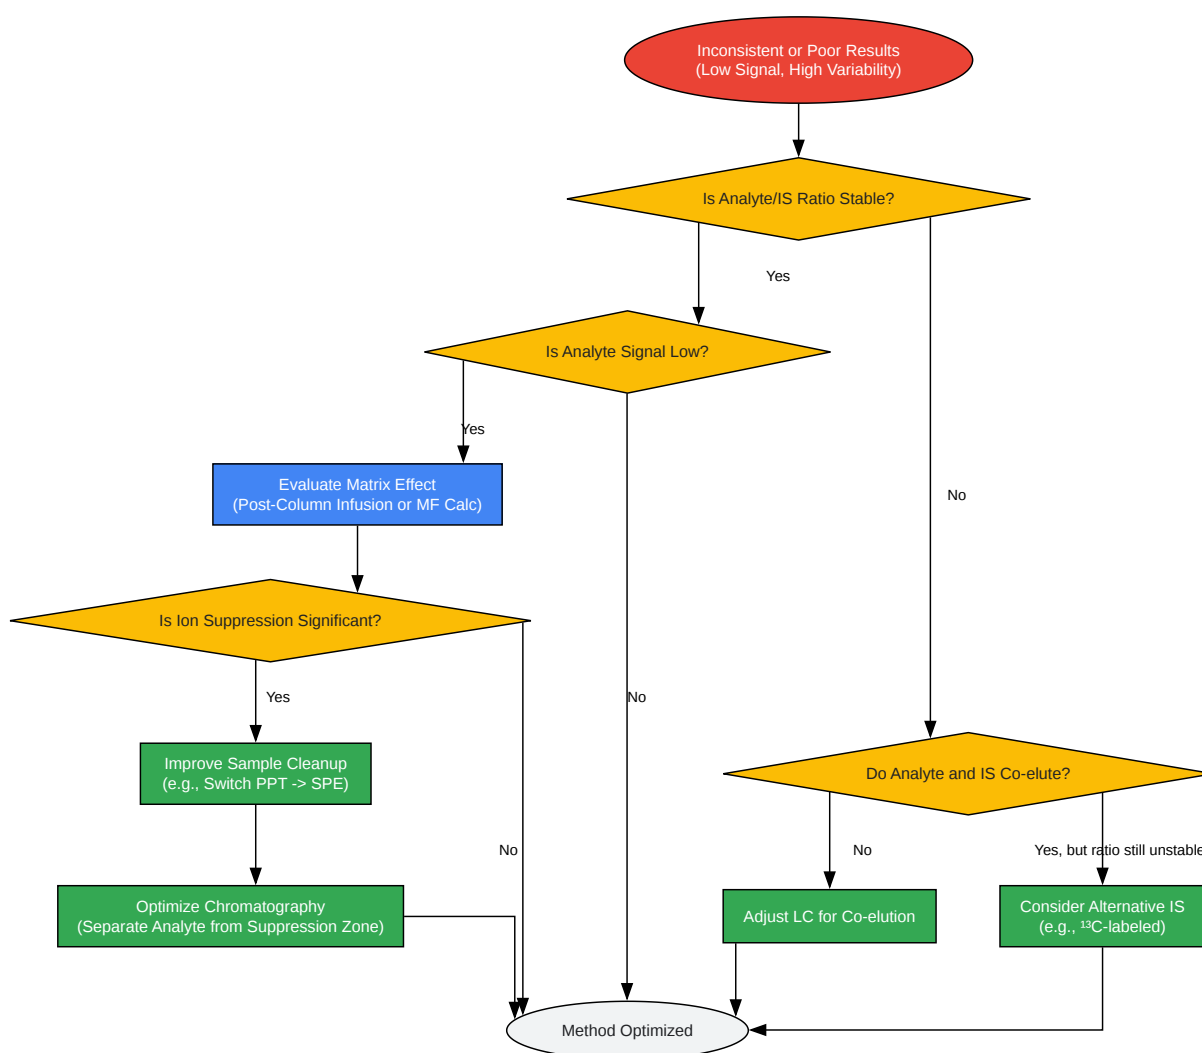 Inconsistent or Poor Results
(Low Signal, High Variability)
Is Analyte/IS Ratio Stable?
Yes
Is Analyte Signal Low?
Yes
Evaluate Matrix Effect
(Post-Column Infusion or MF Calc)
No
Is Ion Suppression Significant?
Yes
No
Improve Sample Cleanup
(e.g., Switch PPT -> SPE)
Do Analyte and IS Co-elute?
No
No
Yes, but ratio still unstable
Optimize Chromatography
(Separate Analyte from Suppression Zone)
Adjust LC for Co-elution
Consider Alternative IS
(e.g., ¹³C-labeled)
Method Optimized